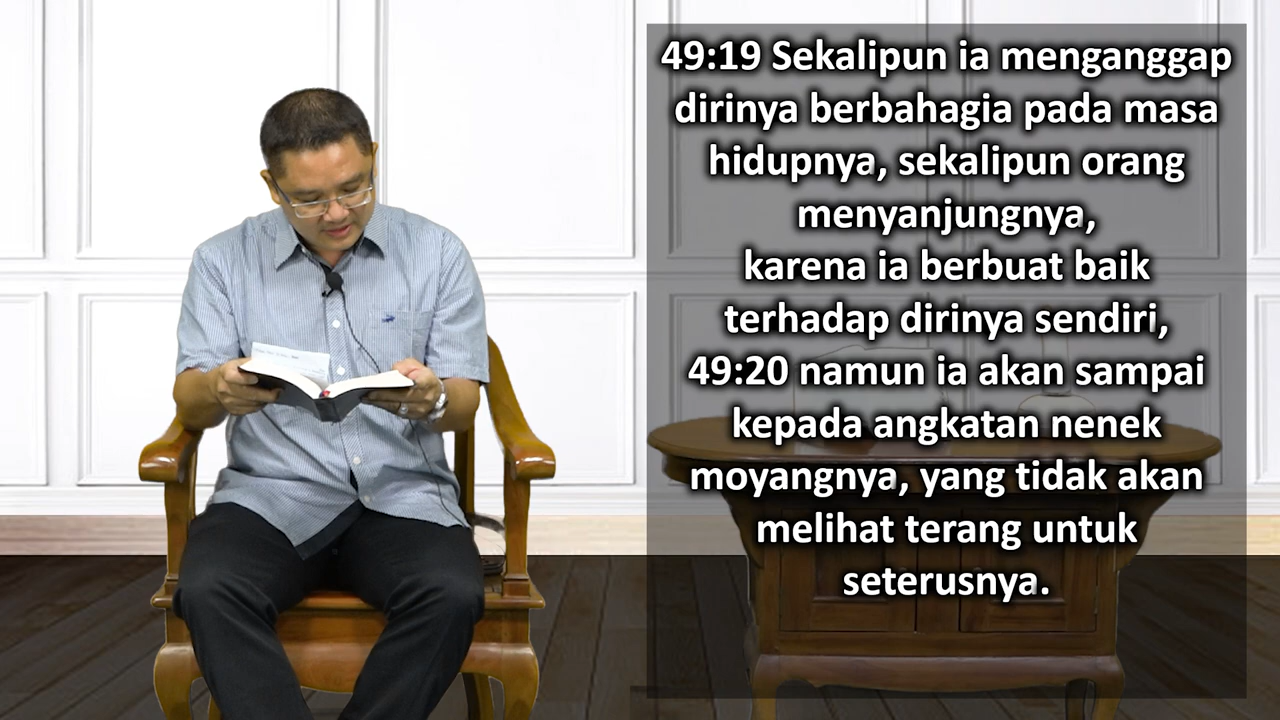 49:19 Sekalipun ia menganggap
dirinya berbahagia pada masa
hidupnya, sekalipun orang
menyanjungnya,
karena ia berbuat baik
terhadap dirinya sendiri,
49:20 namun ia akan sampai
kepada angkatan nenek
moyangnya, yang tidak akan
melihat terang untuk
seterusnya.